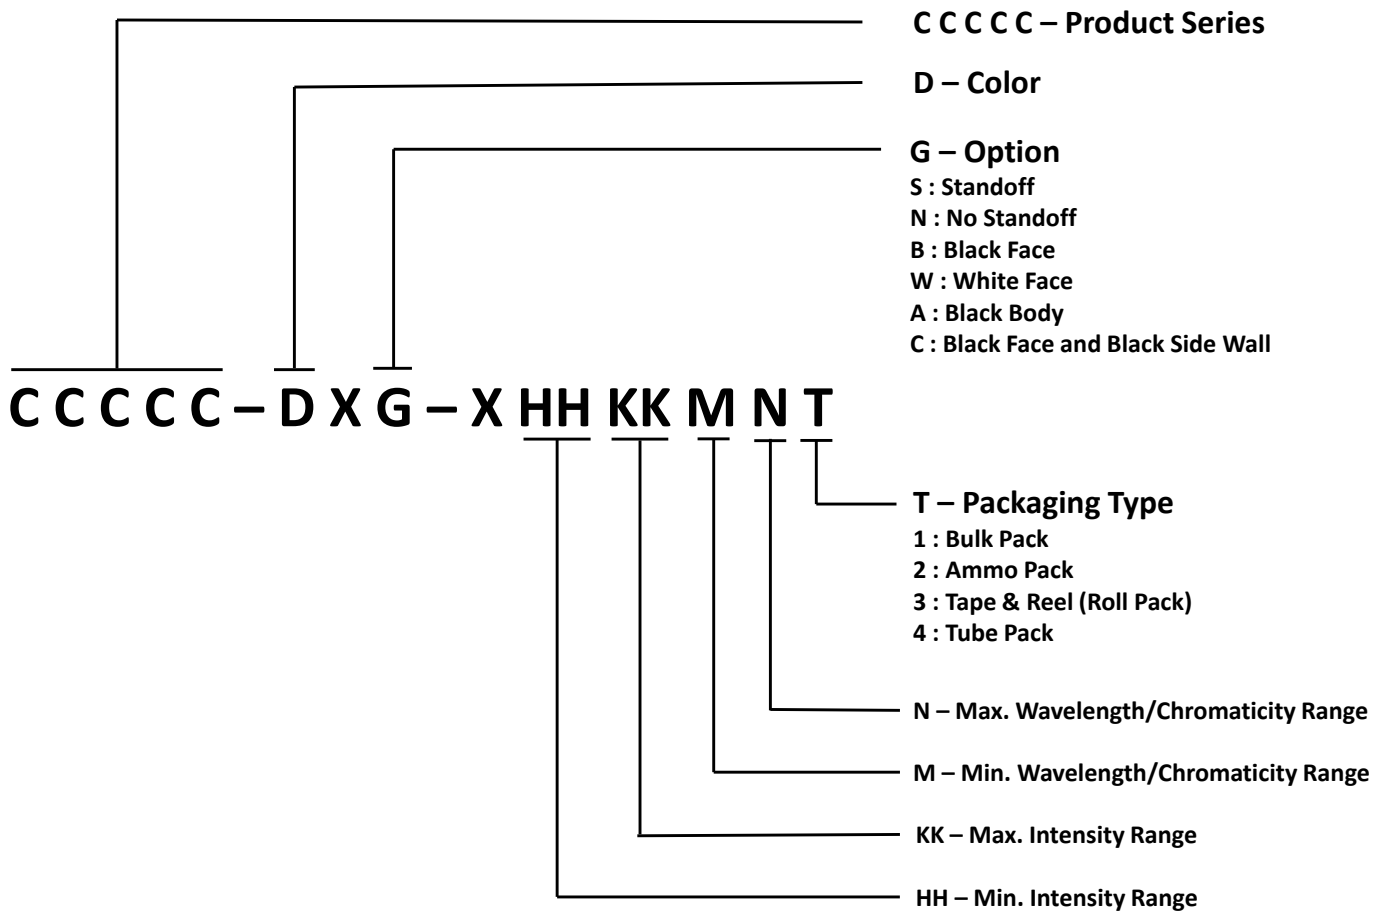 C C C C C – Product Series
D – Color
G – Option
S : Standoff
N : No Standoff
B : Black Face
W : White Face
A : Black Body
C : Black Face and Black Side Wall
C C C C C – D X G – X HH KK M N T
T – Packaging Type
1 : Bulk Pack
2 : Ammo Pack
3 : Tape & Reel (Roll Pack)
4 : Tube Pack
N – Max. Wavelength/Chromaticity Range
M – Min. Wavelength/Chromaticity Range
KK – Max. Intensity Range
HH – Min. Intensity Range